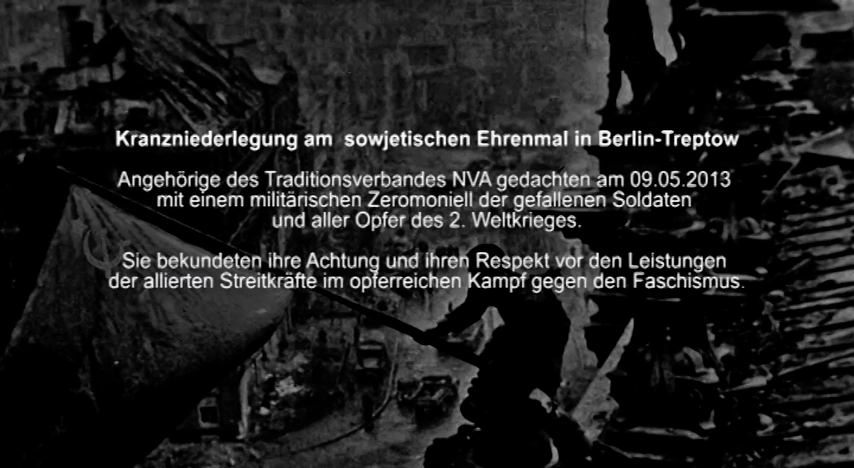 Kranzniederlegung am sowjetischen Ehrenmal in Berlin-Treptow
Angehörige des Traditionsverbandes NVA gedachten am 09.05.2013
mit einem militärischen Zeromoniell der gefallenen Soldaten
und aller Opfer des 2. Weltkrieges.
Sie bekundeten ihre Achtung und ihren Respekt vor den Leistungen
der allierten Streitkräfte im opferreichen Kampf gegen den Faschismus.